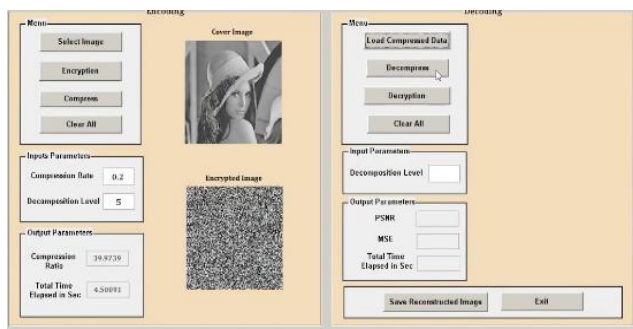 Encoding
Menu
Select Image
Encryption
Compress
Clear All
Inputs Parameters
Compression Rate 0.2
Decomposition Level 5
Output Parameters
Compression Ratio 39.9739
Total Time Elapsed in Sec 4.50091
Cover Image
Encrypted Image
Decoding
Menu
Load Compressed Data
Decompress
Decryption
Clear All
Input Parameters
Decomposition Level
Output Parameters
PSNR
MSE
Total Time Elapsed in Sec
Save Reconstructed Image
Exit